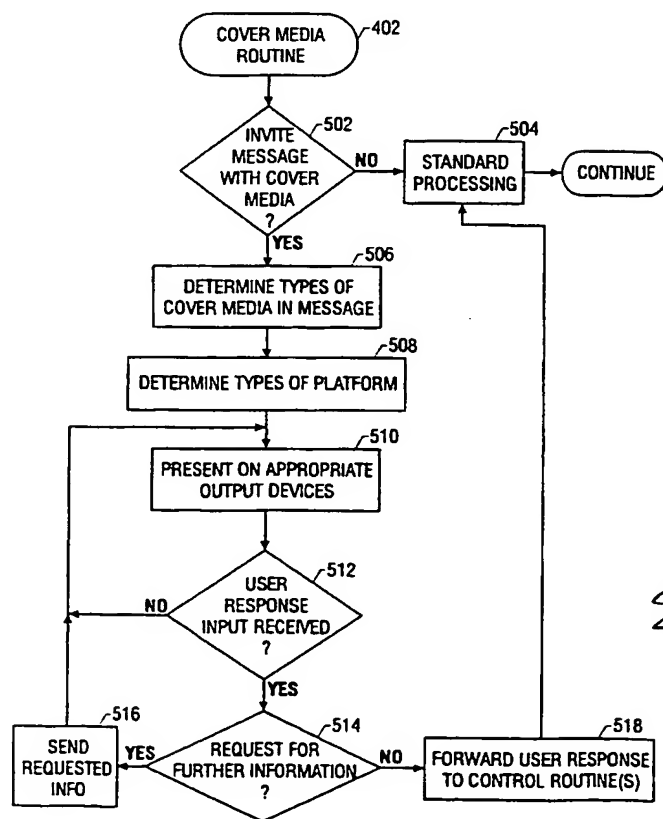 COVER MEDIA
ROUTINE
402
502
INVITE
MESSAGE
WITH COVER
MEDIA
?
NO
504
STANDARD
PROCESSING
CONTINUE
YES
506
DETERMINE TYPES OF
COVER MEDIA IN MESSAGE
508
DETERMINE TYPES OF PLATFORM
510
PRESENT ON APPROPRIATE
OUTPUT DEVICES
512
USER
RESPONSE
INPUT RECEIVED
?
NO
YES
516
SEND
REQUESTED
INFO
YES
514
REQUEST FOR
FURTHER INFORMATION
?
NO
518
FORWARD USER RESPONSE
TO CONTROL ROUTINE(S)